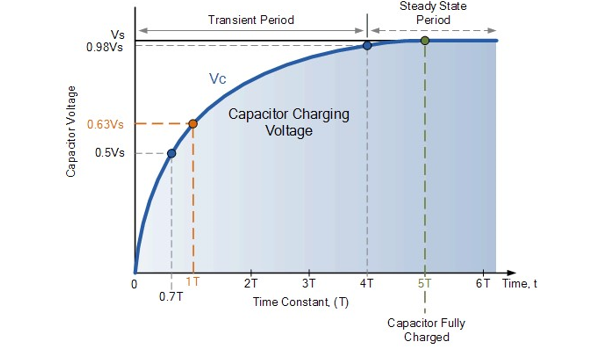 Transient Period
Steady State
Period
Vs
0.98Vs
Vc
Capacitor Charging
Voltage
0.63Vs
0.5Vs
Capacitor Voltage
0
0.7T
1T
2T
3T
4T
5T
6T
Time, t
Time Constant, (T)
Capacitor Fully
Charged